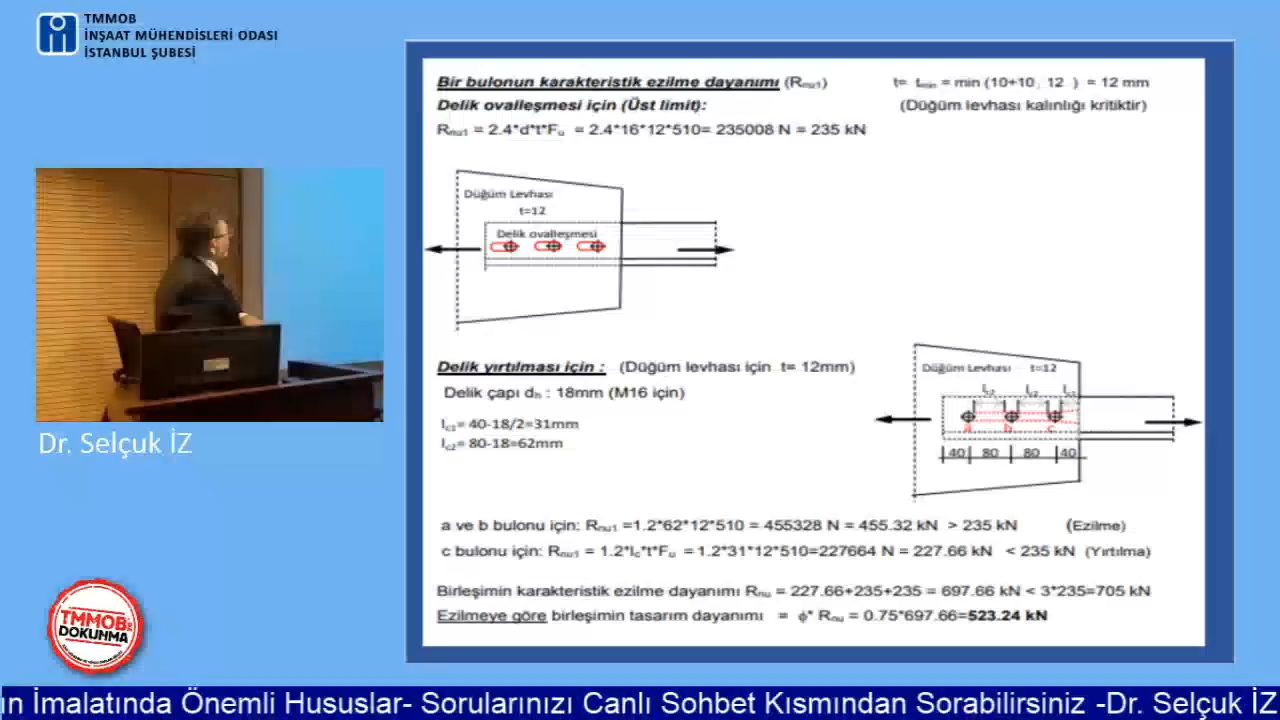 TMMOB
İNŞAAT MÜHENDİSLERİ ODASI
İSTANBUL ŞUBESİ
Bir bulonun karakteristik ezilme dayanımı (Rnu1) t= tmin = min (10+10, 12 ) = 12 mm
Delik ovalleşmesi için (Üst limit): (Düğüm levhası kalınlığı kritiktir)
Rnu1 = 2.4*d*t*Fu = 2.4*16*12*510= 235008 N = 235 kN
Düğüm Levhası
t=12
Delik ovalleşmesi
Delik yırtılması için : (Düğüm levhası için t= 12mm)
Delik çapı dh : 18mm (M16 için)
lc1= 40-18/2=31mm
lc2= 80-18=62mm
Düğüm Levhası t=12
lc2 lc2 lc1
a b c
40 80 80 40
a ve b bulonu için: Rnu1 =1.2*62*12*510 = 455328 N = 455.32 kN > 235 kN (Ezilme)
c bulonu için: Rnu1 = 1.2*lc*t*Fu = 1.2*31*12*510=227664 N = 227.66 kN < 235 kN (Yırtılma)
Birleşimin karakteristik ezilme dayanımı Rnu = 227.66+235+235 = 697.66 kN < 3*235=705 kN
Ezilmeye göre birleşimin tasarım dayanımı = ϕ* Rnu = 0.75*697.66=523.24 kN
Dr. Selçuk İZ
TMMOB
DOKUNMA
ın İmalatında Önemli Hususlar- Sorularınızı Canlı Sohbet Kısmından Sorabilirsiniz -Dr. Selçuk İZ